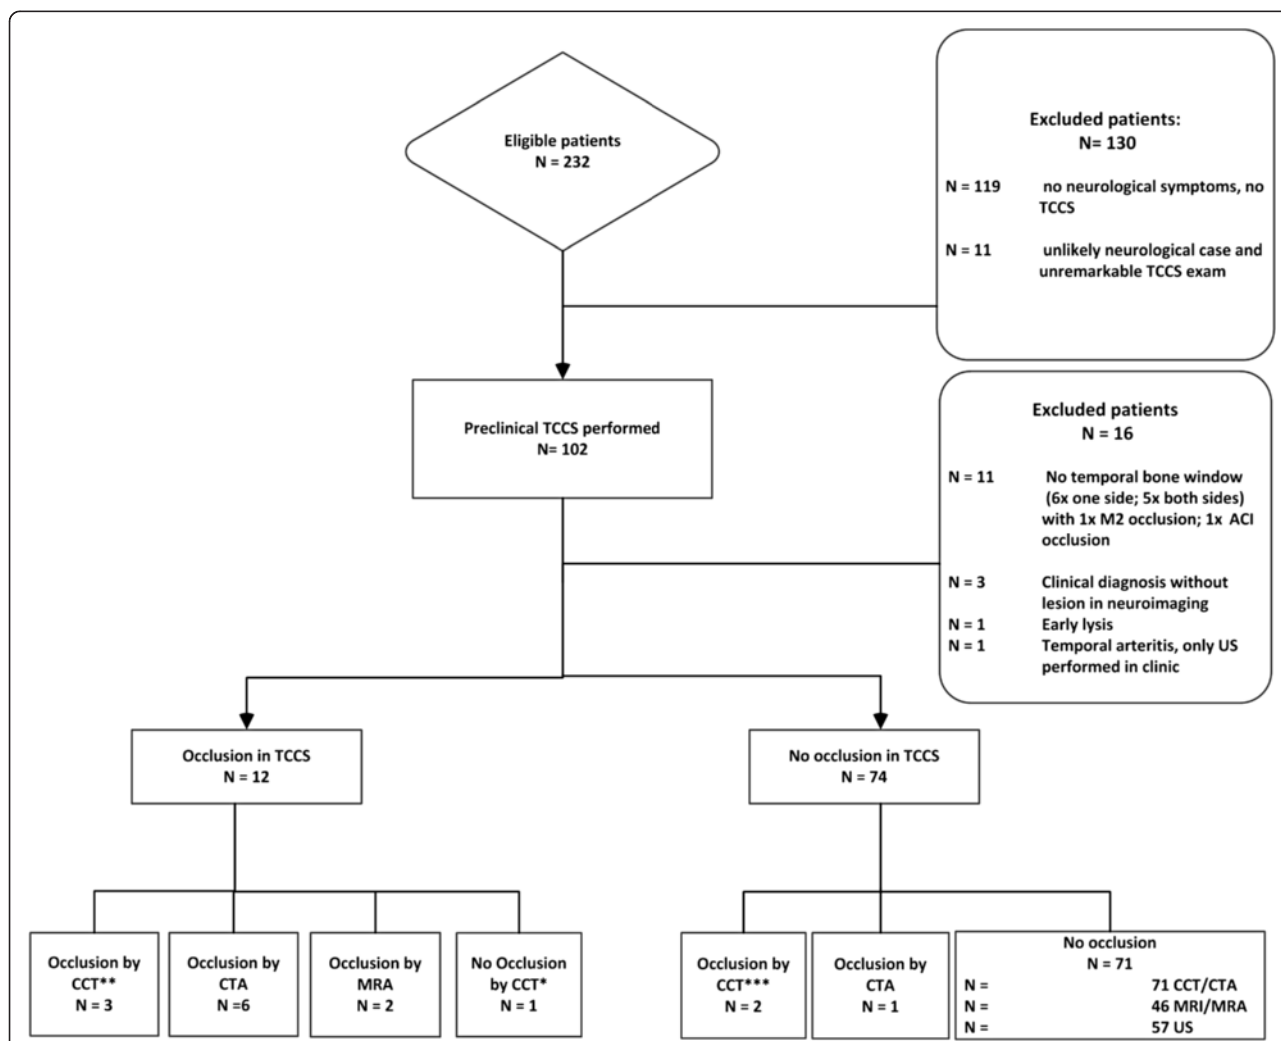 Eligible patients
N = 232
Excluded patients:
N= 130
N = 119 no neurological symptoms, no
TCCS
N = 11 unlikely neurological case and
unremarkable TCCS exam
Preclinical TCCS performed
N= 102
Excluded patients
N = 16
N = 11 No temporal bone window
(6x one side; 5x both sides)
with 1x M2 occlusion; 1x ACI
occlusion
N = 3 Clinical diagnosis without
lesion in neuroimaging
N = 1 Early lysis
N = 1 Temporal arteritis, only US
performed in clinic
Occlusion in TCCS
N = 12
No occlusion in TCCS
N = 74
Occlusion by
CCT**
N = 3
Occlusion by
CTA
N =6
Occlusion by
MRA
N = 2
No Occlusion
by CCT*
N = 1
Occlusion by
CCT***
N = 2
Occlusion by
CTA
N = 1
No occlusion
N = 71
N = 71 CCT/CTA
N = 46 MRI/MRA
N = 57 US